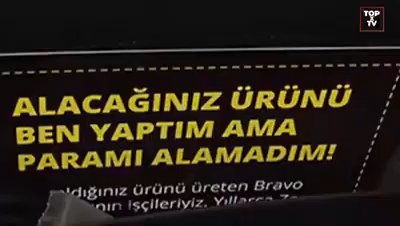 TOP
TV
ALACAĞINIZ ÜRÜNÜ
BEN YAPTIM AMA
PARAMI ALAMADIM!
ürünü üreten Bravo
işçileriyiz. Yıllarca